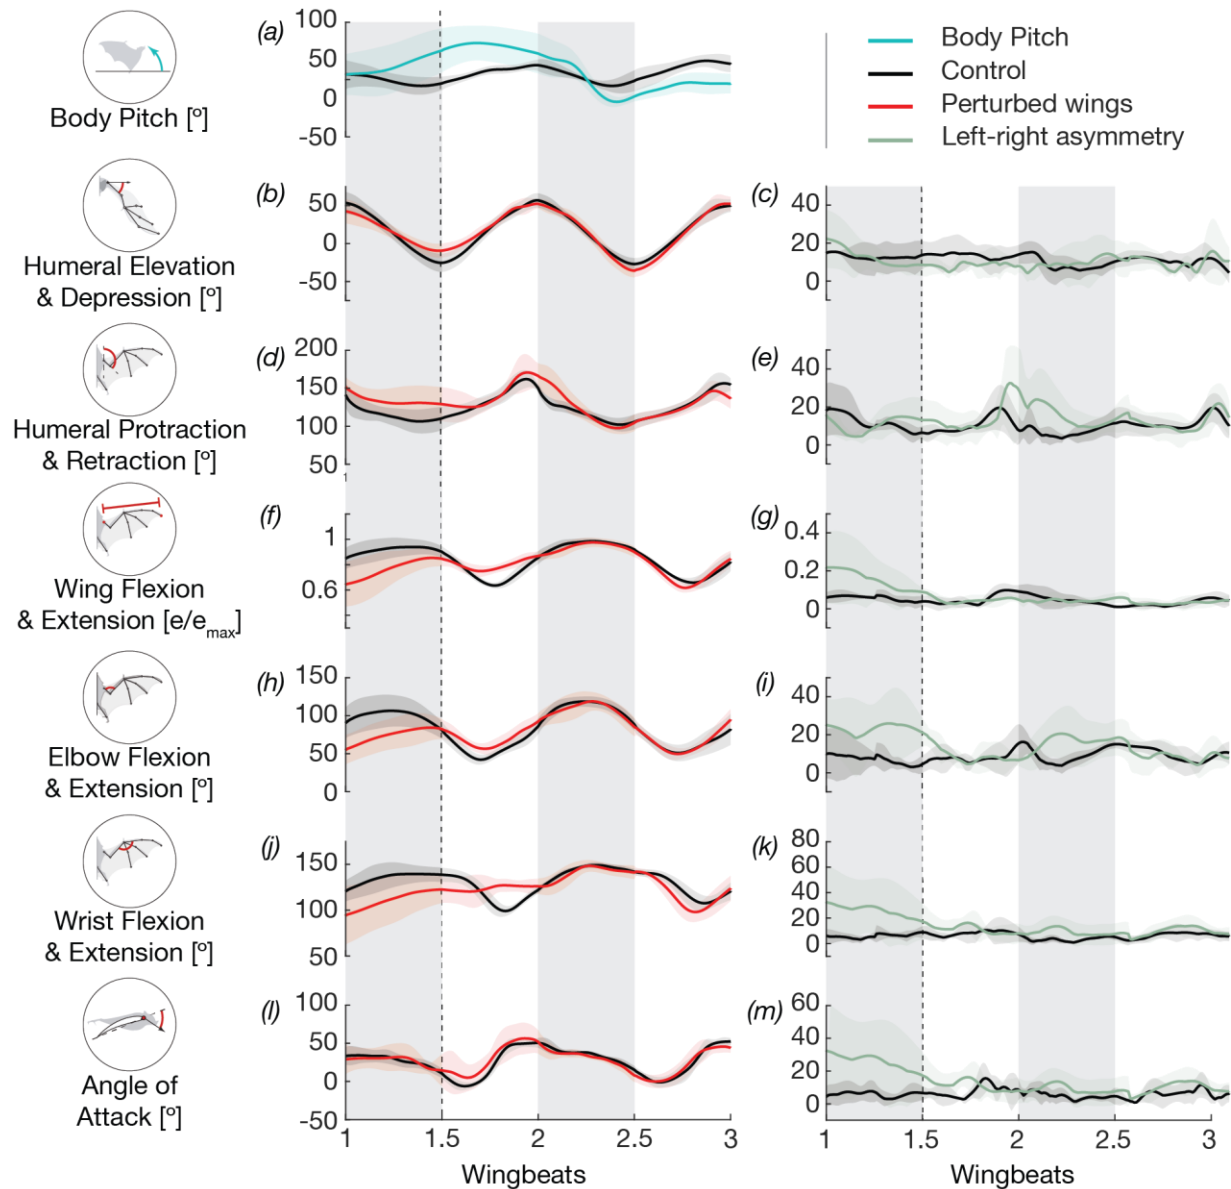 Body Pitch [º]
(a)
100
50
0
-50
Body Pitch
Control
Perturbed wings
Left-right asymmetry
Humeral Elevation
& Depression [º]
(b)
50
0
-50
(c)
40
20
0
Humeral Protraction
& Retraction [º]
(d)
200
150
100
50
(e)
40
20
0
Wing Flexion
& Extension [e/emax]
(f)
1
0.6
(g)
0.4
0.2
0
Elbow Flexion
& Extension [º]
(h)
150
100
50
0
(i)
40
20
0
Wrist Flexion
& Extension [º]
(j)
150
100
50
(k)
80
60
40
20
0
Angle of
Attack [º]
(l)
100
50
0
-50
(m)
60
40
20
0
1 1.5 2 2.5 3
Wingbeats
1 1.5 2 2.5 3
Wingbeats